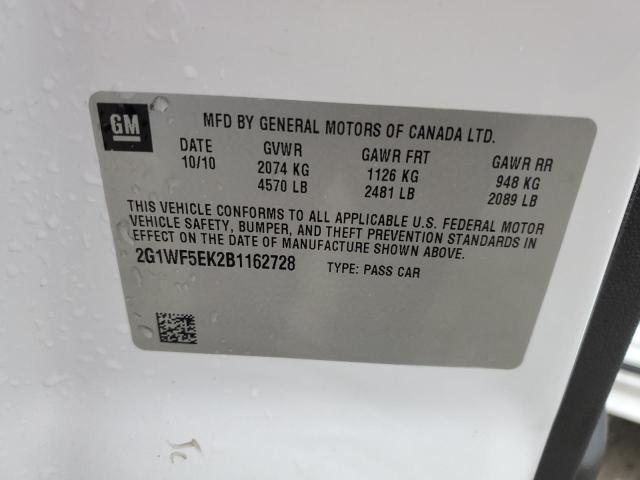 GM
MFD BY GENERAL MOTORS OF CANADA LTD.
DATE GVWR GAWR FRT GAWR RR
10/10 2074 KG 1126 KG 948 KG
4570 LB 2481 LB 2089 LB
THIS VEHICLE CONFORMS TO ALL APPLICABLE U.S. FEDERAL MOTOR
VEHICLE SAFETY, BUMPER, AND THEFT PREVENTION STANDARDS IN
EFFECT ON THE DATE OF MANUFACTURE SHOWN ABOVE.
2G1WF5EK2B1162728 TYPE: PASS CAR